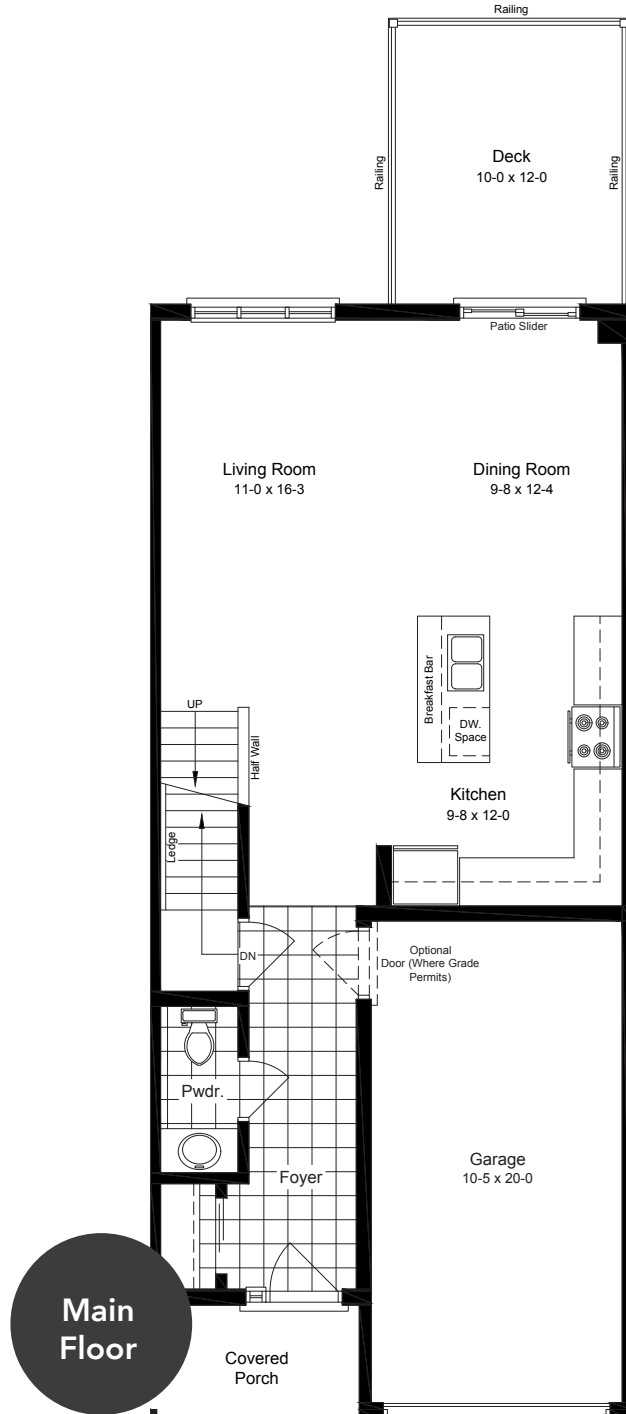 Railing
Railing
Deck
10-0 x 12-0
Railing
Patio Slider
Living Room
11-0 x 16-3
Dining Room
9-8 x 12-4
Breakfast Bar
DW.
Space
UP
Half Wall
Kitchen
9-8 x 12-0
Ledge
DN
Optional
Door (Where Grade
Permits)
Pwdr.
Foyer
Garage
10-5 x 20-0
Main
Floor
Covered
Porch